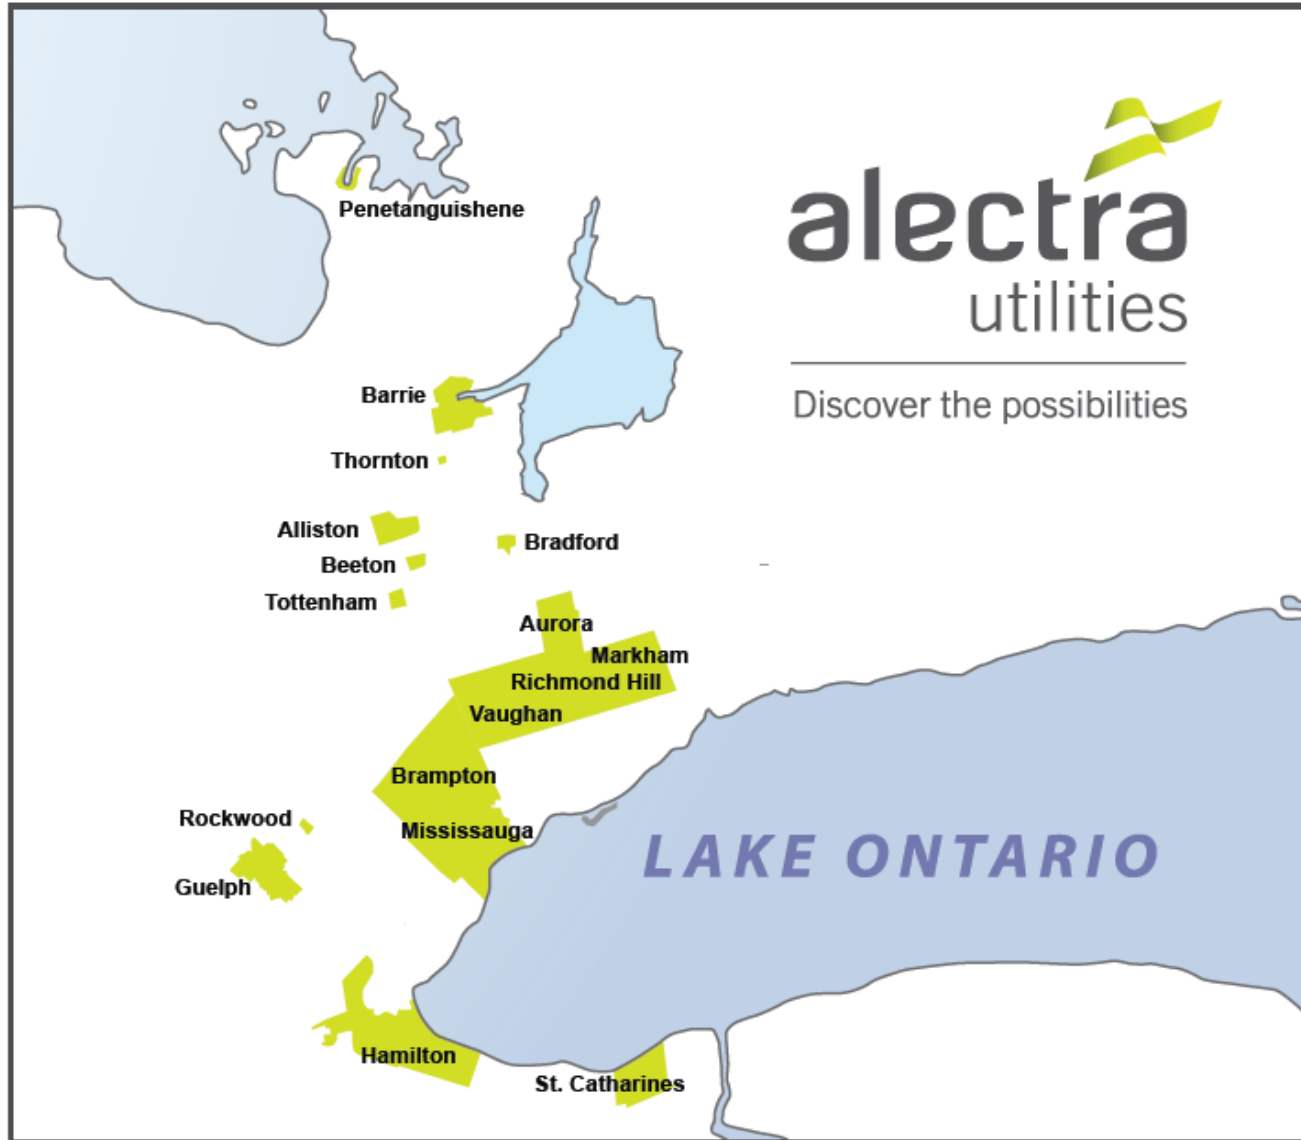 Penetanguishene
alectra
utilities
Discover the possibilities
Barrie
Thornton
Alliston
Bradford
Beeton
Tottenham
Aurora
Markham
Richmond Hill
Vaughan
Brampton
Rockwood
Mississauga
LAKE ONTARIO
Guelph
Hamilton
St. Catharines